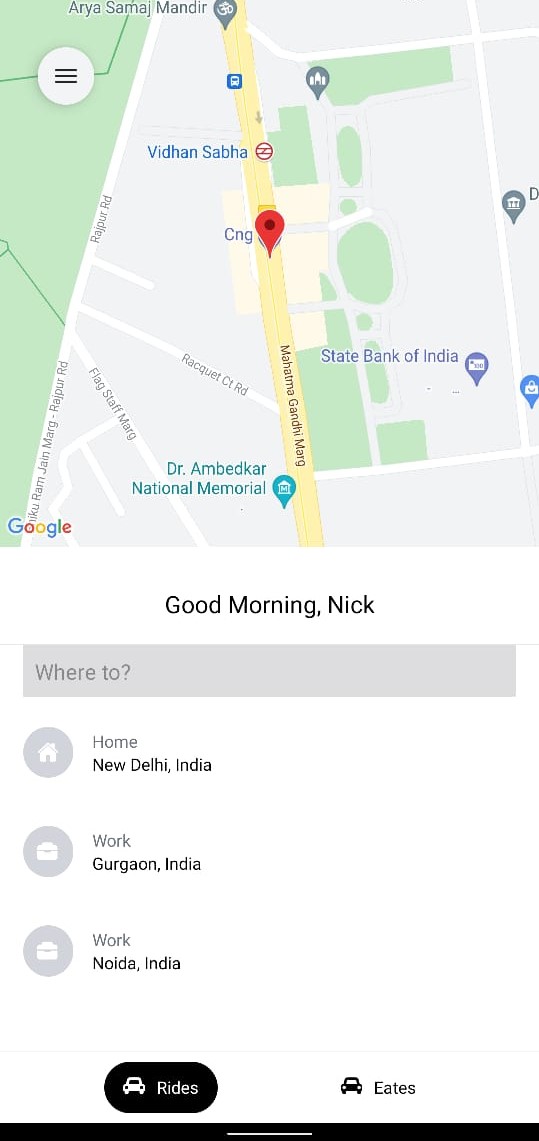 Arya Samaj Mandir
Vidhan Sabha
Rajpur Rd
Cng
State Bank of India
Racquet Ct Rd
Mahatma Gandhi Marg
Flag Staff Marg
iku Ram Jain Marg - Rajpur Rd
Dr. Ambedkar
National Memorial
Google
Good Morning, Nick
Where to?
Home
New Delhi, India
Work
Gurgaon, India
Work
Noida, India
Rides
Eates